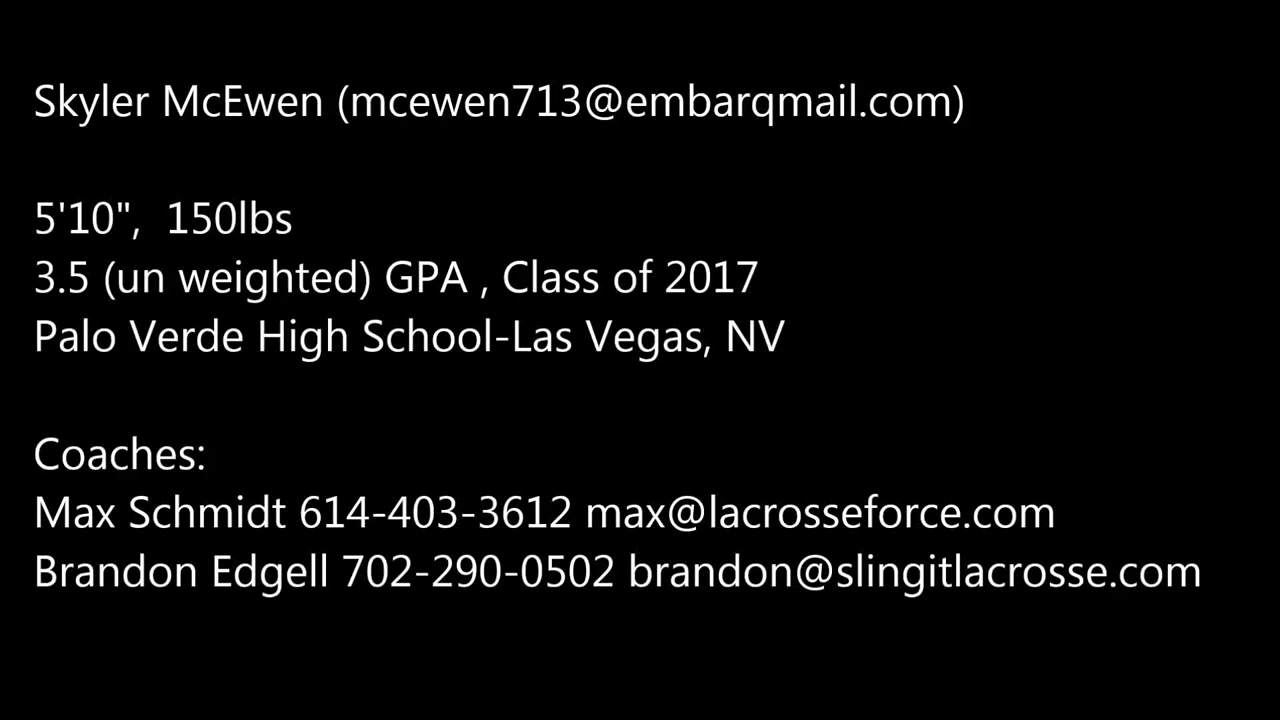 Skyler McEwen (mcewen713@embarqmail.com)
5'10",  150lbs
3.5 (un weighted) GPA , Class of 2017
Palo Verde High School-Las Vegas, NV
Coaches:
Max Schmidt 614-403-3612 max@lacrosseforce.com
Brandon Edgell 702-290-0502 brandon@slingitlacrosse.com